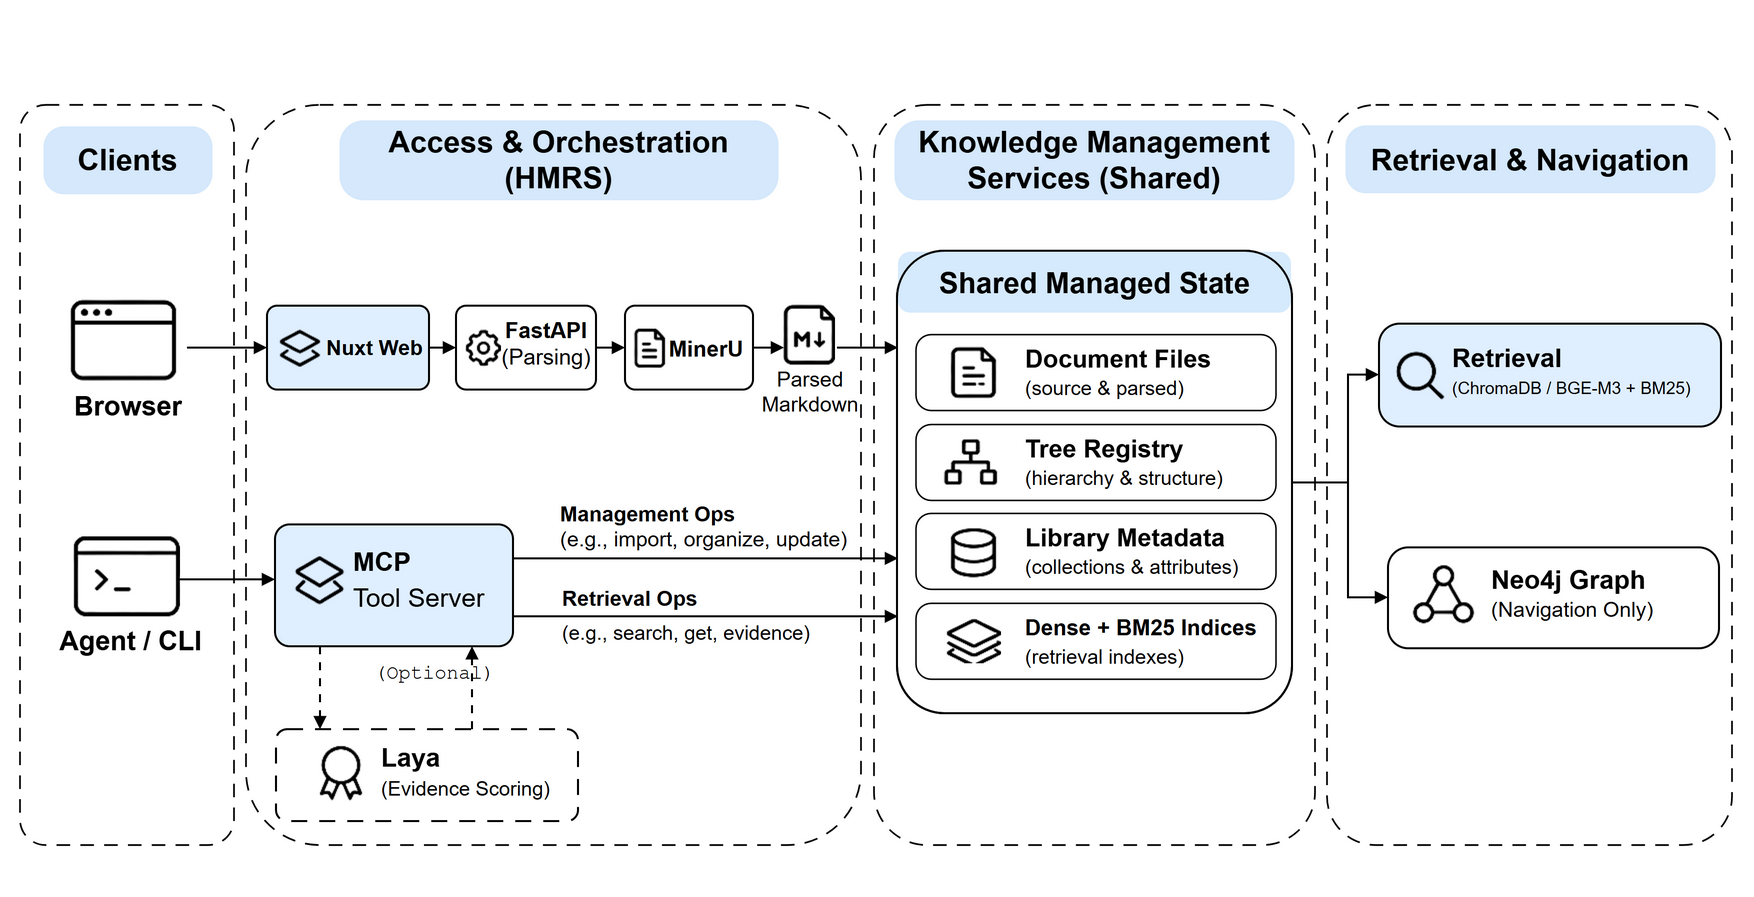 Clients
Access & Orchestration
(HMRS)
Knowledge Management
Services (Shared)
Retrieval & Navigation
Browser
Nuxt Web
FastAPI
(Parsing)
MinerU
M↓
Parsed
Markdown
Agent / CLI
MCP
Tool Server
Management Ops
(e.g., import, organize, update)
Retrieval Ops
(e.g., search, get, evidence)
(Optional)
Laya
(Evidence Scoring)
Shared Managed State
Document Files
(source & parsed)
Tree Registry
(hierarchy & structure)
Library Metadata
(collections & attributes)
Dense + BM25 Indices
(retrieval indexes)
Retrieval
(ChromaDB / BGE-M3 + BM25)
Neo4j Graph
(Navigation Only)